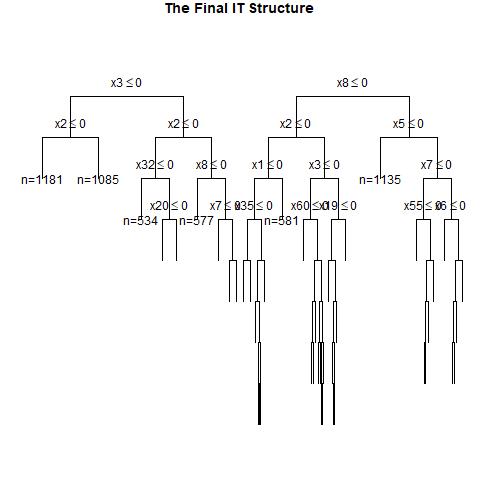 The Final IT Structure
x3 ≤ 0 x8 ≤ 0
x2 ≤ 0 x2 ≤ 0 x2 ≤ 0 x5 ≤ 0
x32 ≤ 0 x8 ≤ 0 x1 ≤ 0 x3 ≤ 0 x7 ≤ 0
n=1181 n=1085 n=1135
x20 ≤ 0 x7 ≤ 0 x35 ≤ 0 x60 ≤ 0 x19 ≤ 0 x55 ≤ 0 x6 ≤ 0
n=534 n=577 n=581